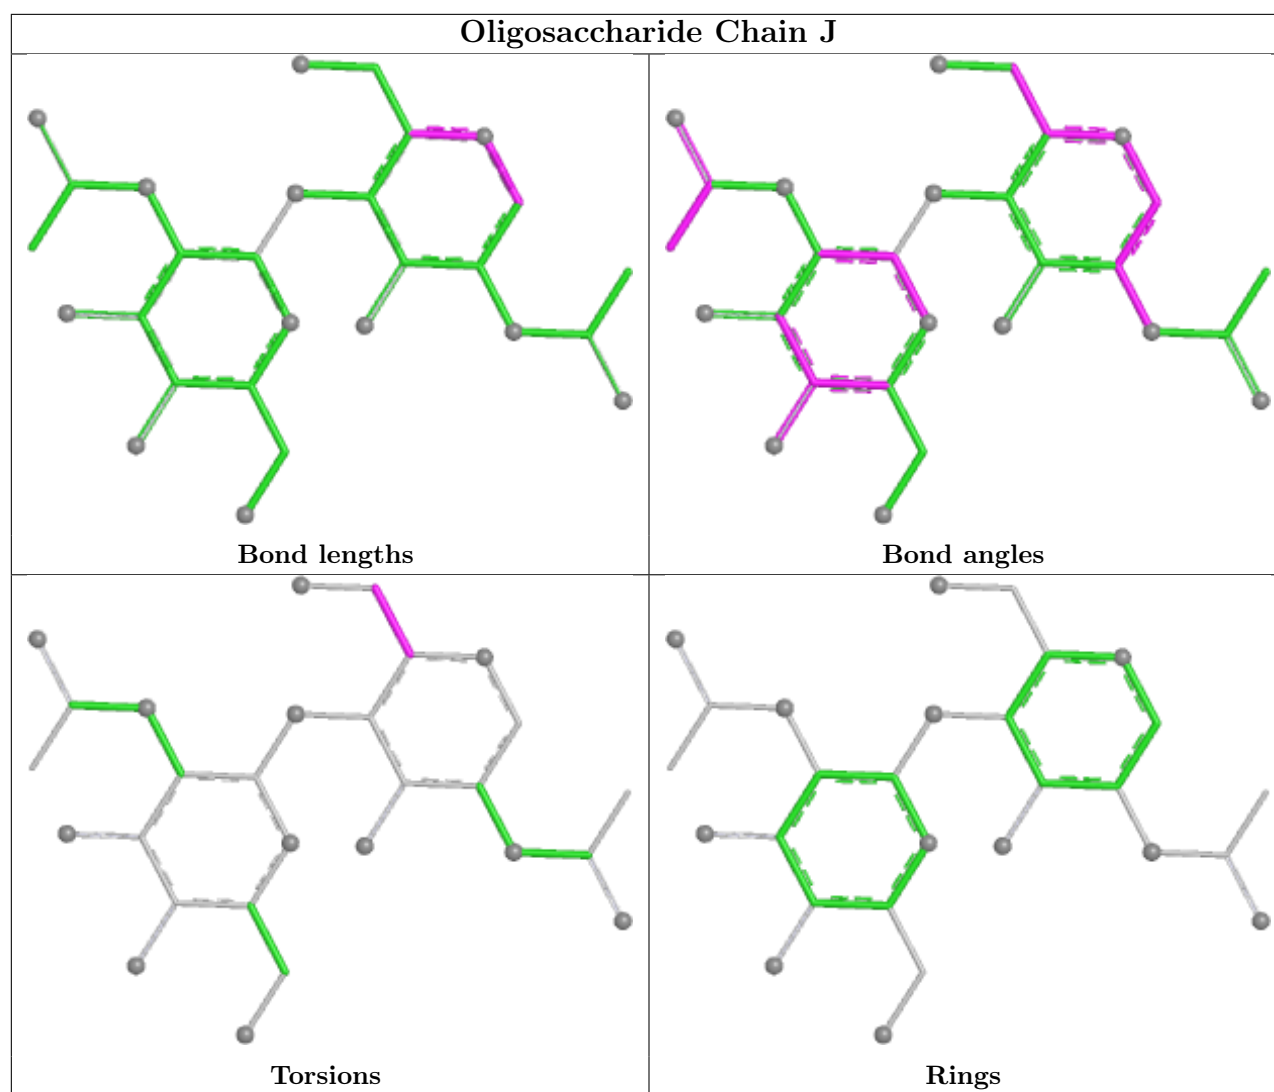 Oligosaccharide Chain J
Bond lengths
Bond angles
Torsions
Rings